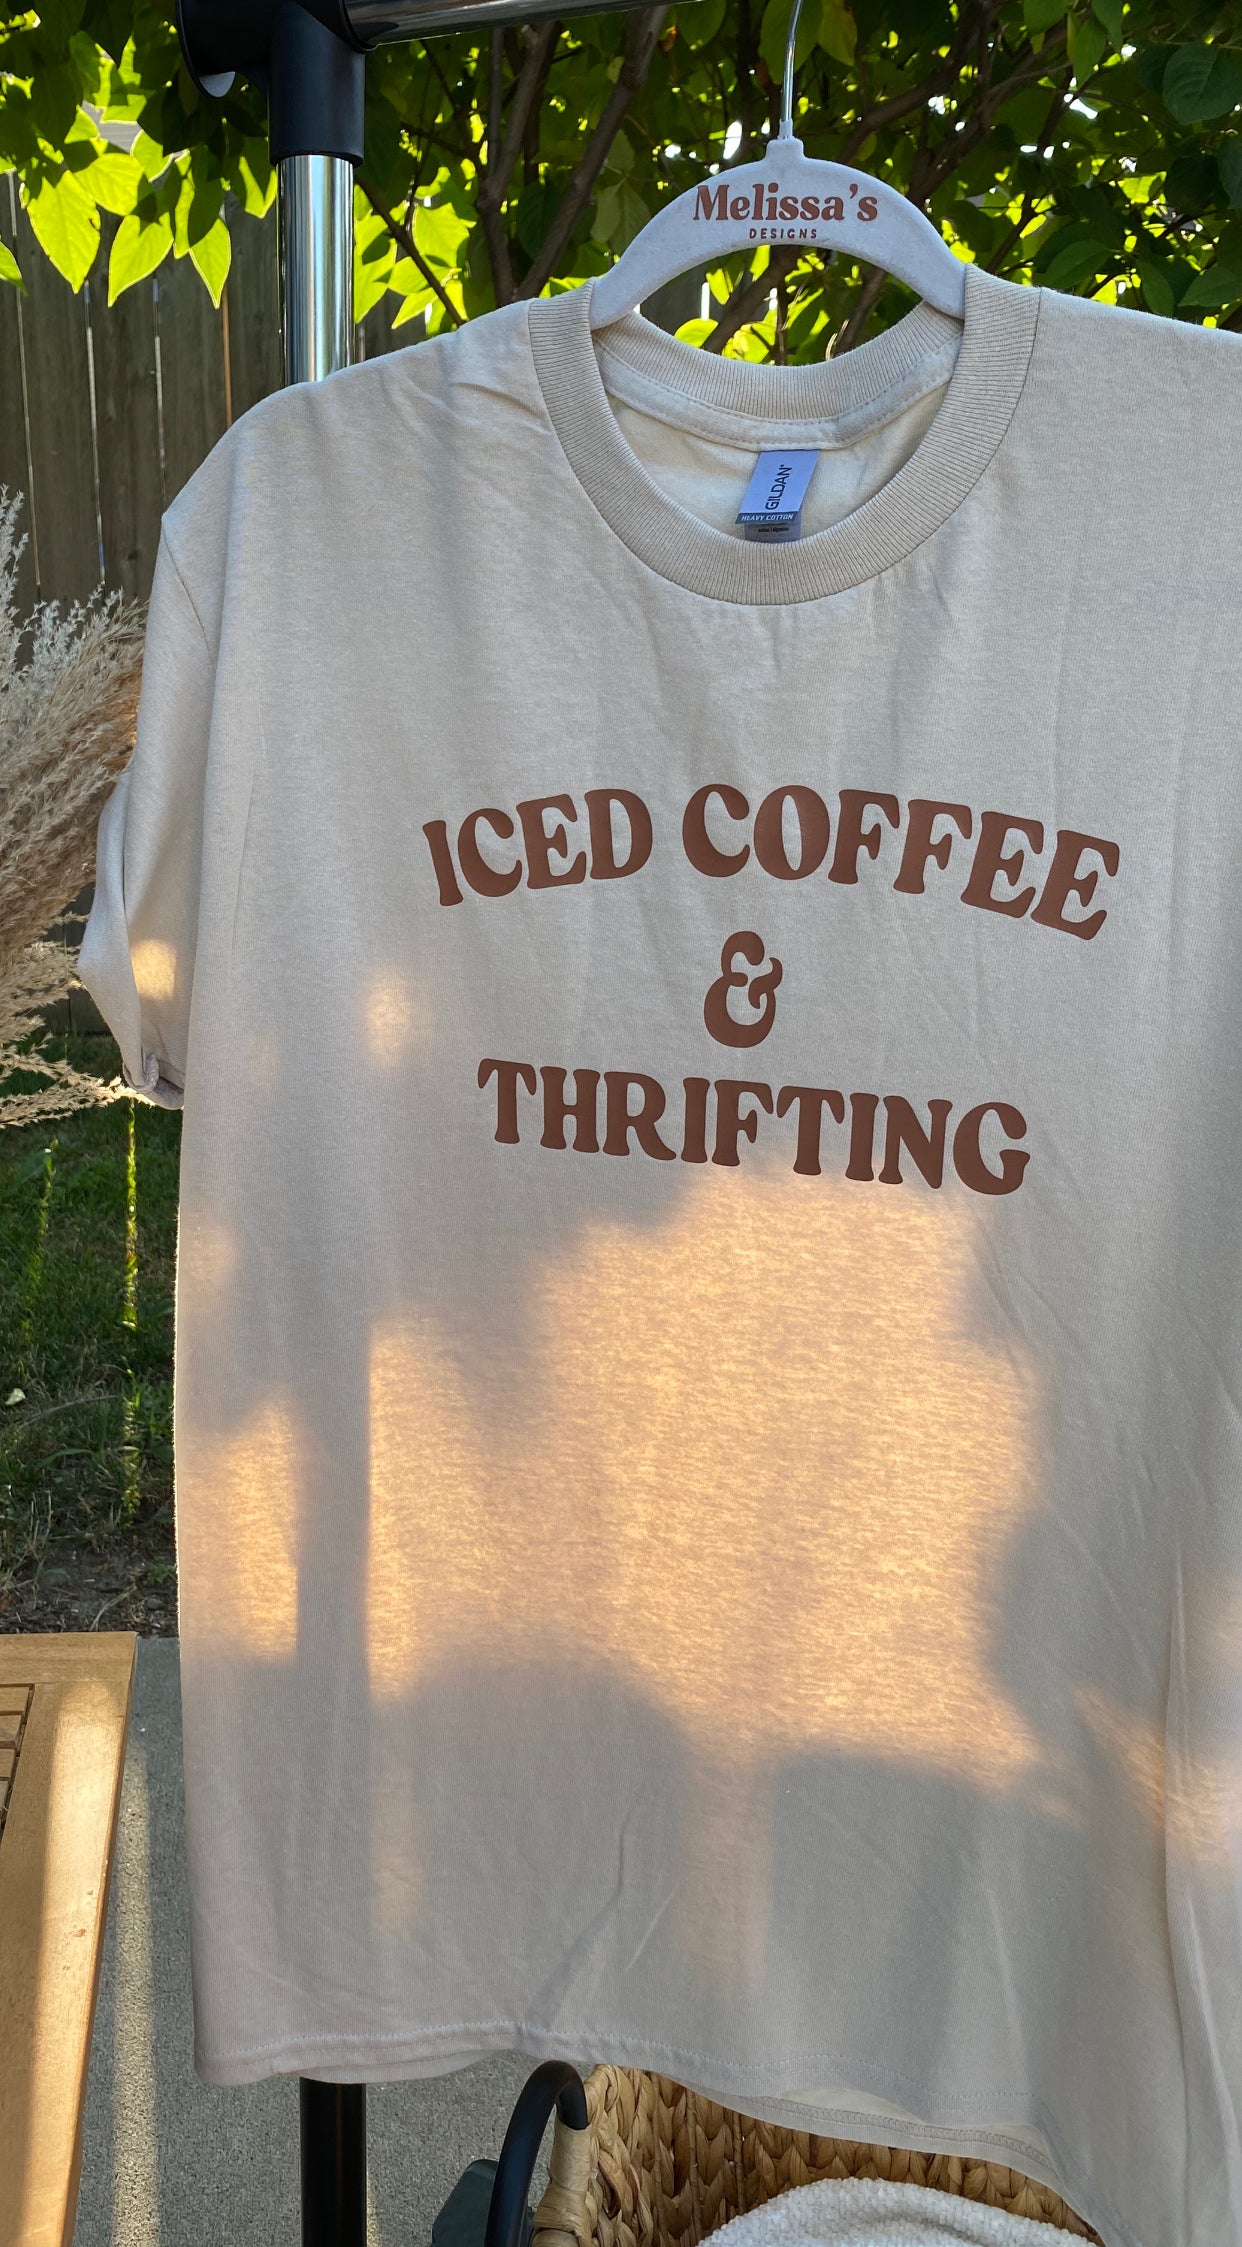 Melissa's
DESIGNS
GILDAN®
HEAVY COTTON
ICED COFFEE
&
THRIFTING